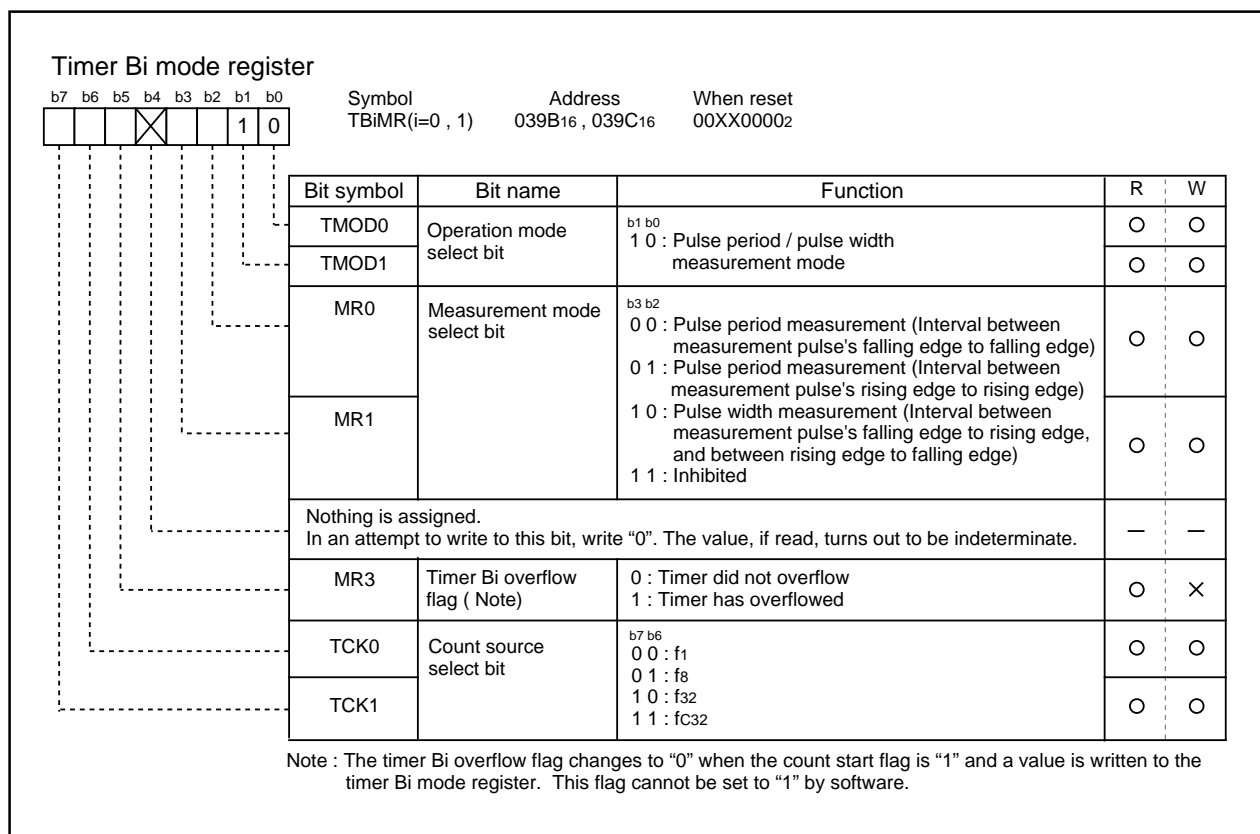 Timer Bi mode register
b7 b6 b5 b4 b3 b2 b1 b0
1 0
Symbol Address When reset
TBiMR(i=0 , 1) 039B16 , 039C16 00XX00002
Bit symbol Bit name Function R W
TMOD0 Operation mode select bit b1 b0
1 0 : Pulse period / pulse width
measurement mode
TMOD1
MR0 Measurement mode
select bit
b3 b2
0 0 : Pulse period measurement (Interval between
measurement pulse's falling edge to falling edge)
0 1 : Pulse period measurement (Interval between
measurement pulse's rising edge to rising edge)
MR1
1 0 : Pulse width measurement (Interval between
measurement pulse's falling edge to rising edge,
and between rising edge to falling edge)
1 1 : Inhibited
Nothing is assigned.
In an attempt to write to this bit, write “0”. The value, if read, turns out to be indeterminate.
MR3 Timer Bi overflow
flag ( Note)
0 : Timer did not overflow
1 : Timer has overflowed
TCK0 Count source
select bit
b7 b6
0 0 : f1
0 1 : f8
TCK1
1 0 : f32
1 1 : fC32
Note : The timer Bi overflow flag changes to “0” when the count start flag is “1” and a value is written to the
timer Bi mode register. This flag cannot be set to “1” by software.